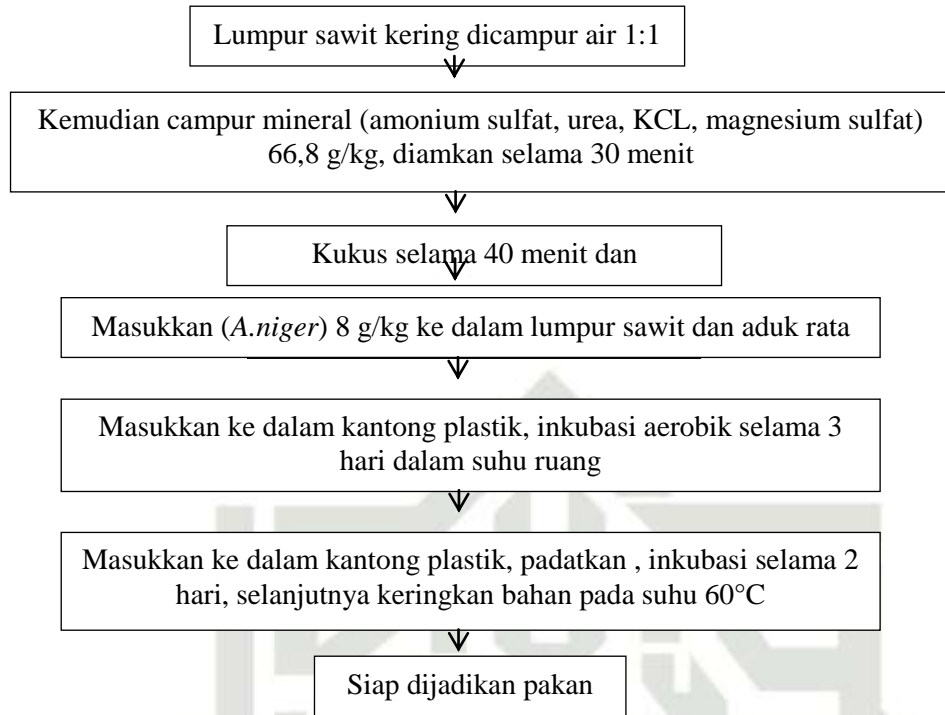 Lumpur sawit kering dicampur air 1:1
Kemudian campur mineral (amonium sulfat, urea, KCL, magnesium sulfat)
66,8 g/kg, diamkan selama 30 menit
Kukus selama 40 menit dan
Masukkan (A.niger) 8 g/kg ke dalam lumpur sawit dan aduk rata
Masukkan ke dalam kantong plastik, inkubasi aerobik selama 3
hari dalam suhu ruang
Masukkan ke dalam kantong plastik, padatkan , inkubasi selama 2
hari, selanjutnya keringkan bahan pada suhu 60°C
Siap dijadikan pakan